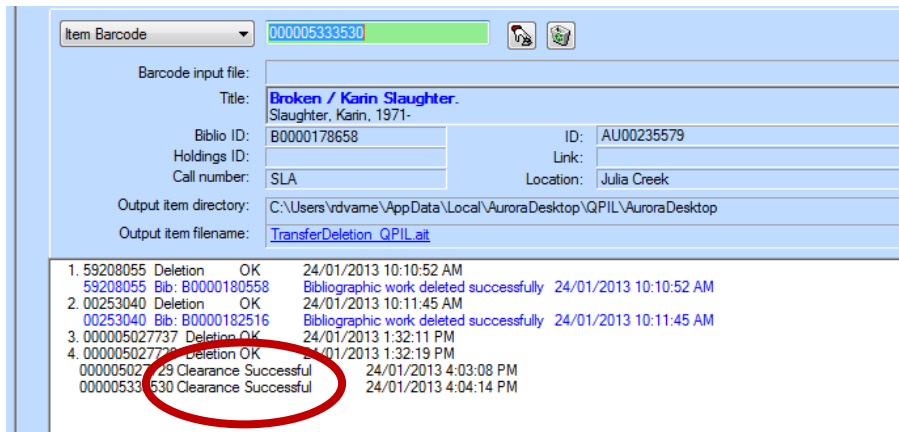 Item Barcode 000005333530
Barcode input file:
Title: Broken / Karin Slaughter.
Slaughter, Karin, 1971-
Biblio ID: B0000178658 ID: AU00235579
Holdings ID: Link:
Call number: SLA Location: Julia Creek
Output item directory: C:\Users\rdvarne\AppData\Local\AuroraDesktop\QPIL\AuroraDesktop
Output item filename: TransferDeletion_QPIL.ait
1. 59208055 Deletion OK 24/01/2013 10:10:52 AM
59208055 Bib: B0000180558 Bibliographic work deleted successfully 24/01/2013 10:10:52 AM
2. 00253040 Deletion OK 24/01/2013 10:11:45 AM
00253040 Bib: B0000182516 Bibliographic work deleted successfully 24/01/2013 10:11:45 AM
3. 000005027737 Deletion OK 24/01/2013 1:32:11 PM
4. 000005027729 Deletion OK 24/01/2013 1:32:19 PM
000005027729 Clearance Successful 24/01/2013 4:03:08 PM
000005333530 Clearance Successful 24/01/2013 4:04:14 PM